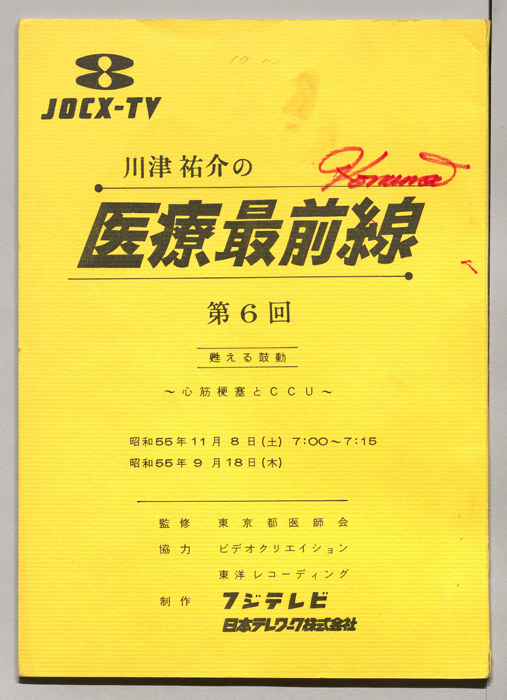 10~
JOCX-TV
川津 祐介の
医療最前線
第6回
甦える鼓動
～心筋梗塞とCCU～
昭和55年11月 8日(土) 7:00～7:15
昭和55年 9月18日(木)
監修 東京都医師会
協力 ビデオクリエイション
東洋レコーディング
制作 フジテレビ
日本テレワーク株式会社